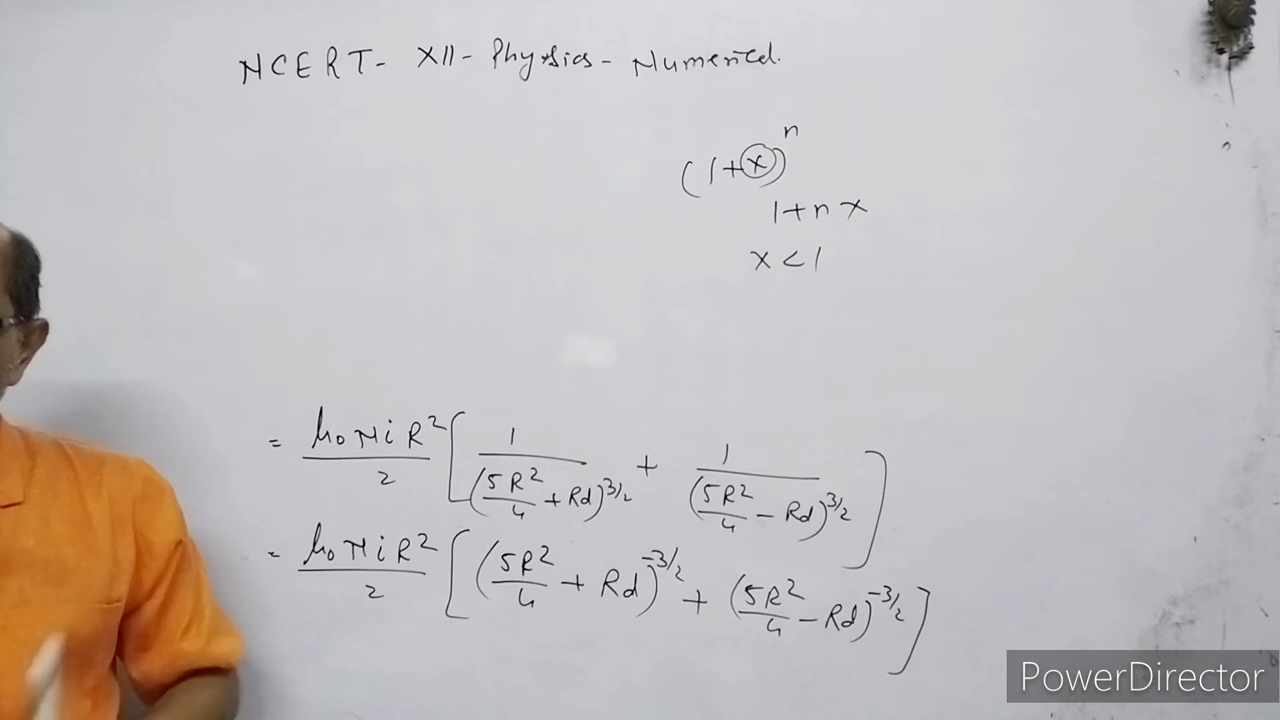 NCERT - XII - Physics - Numerical.
(1+x)^n
1+nx
x<1
= μ₀NiR²/2 [ 1/(5R²/4 + Rd)^3/2 + 1/(5R²/4 - Rd)^3/2 ]
= μ₀NiR²/2 [ (5R²/4 + Rd)^-3/2 + (5R²/4 - Rd)^-3/2 ]
PowerDirector